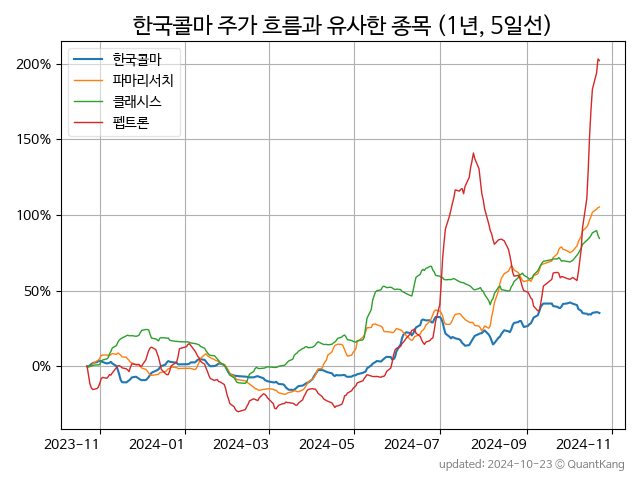 한국콜마 주가 흐름과 유사한 종목 (1년, 5일선)
한국콜마
파마리서치
클래시스
펩트론
200%
150%
100%
50%
0%
2023-11 2024-01 2024-03 2024-05 2024-07 2024-09 2024-11
updated: 2024-10-23 © QuantKang